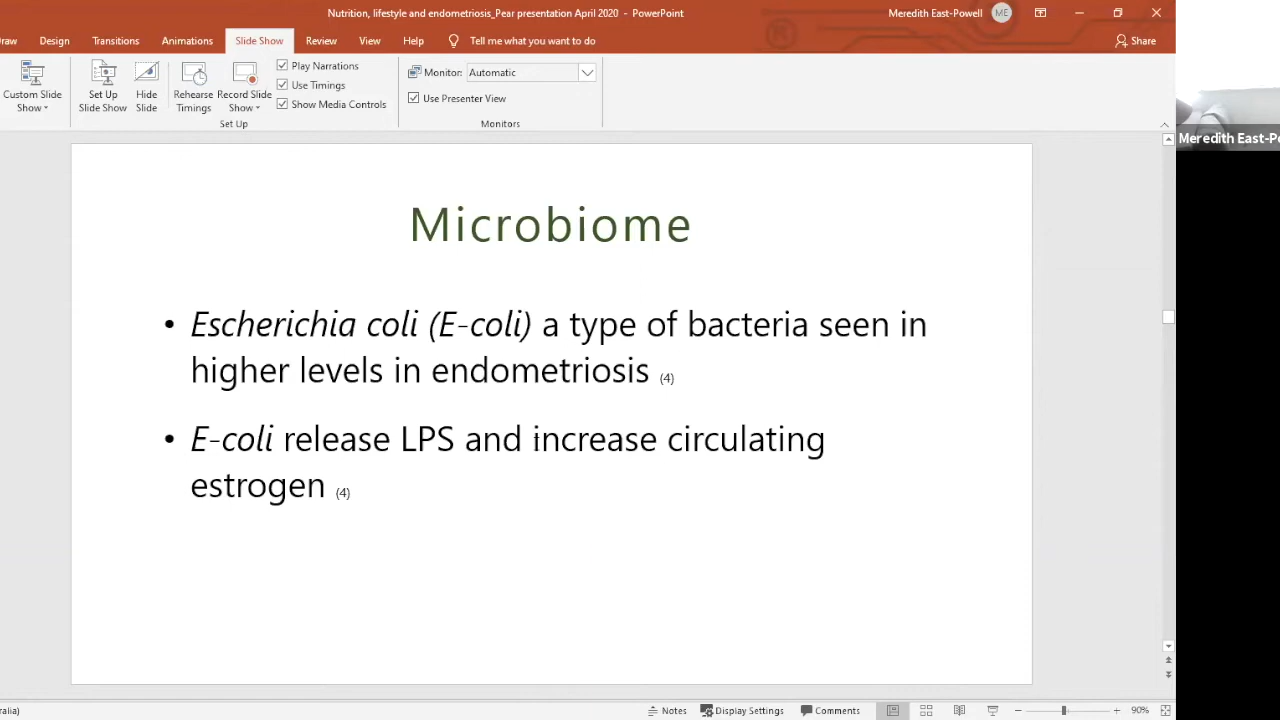 Nutrition, lifestyle and endometriosis_Pear presentation April 2020 - PowerPoint
Meredith East-Powell ME
raw Design Transitions Animations Slide Show Review View Help Tell me what you want to do Share
Custom Slide Show
Set Up Slide Show
Hide Slide
Rehearse Timings
Record Slide Show
Play Narrations
Use Timings
Show Media Controls
Set Up
Monitor: Automatic
Use Presenter View
Monitors
Meredith East-Po
Microbiome
• Escherichia coli (E-coli) a type of bacteria seen in
higher levels in endometriosis (4)
• E-coli release LPS and increase circulating
estrogen (4)
ralia) Notes Display Settings Comments 90%